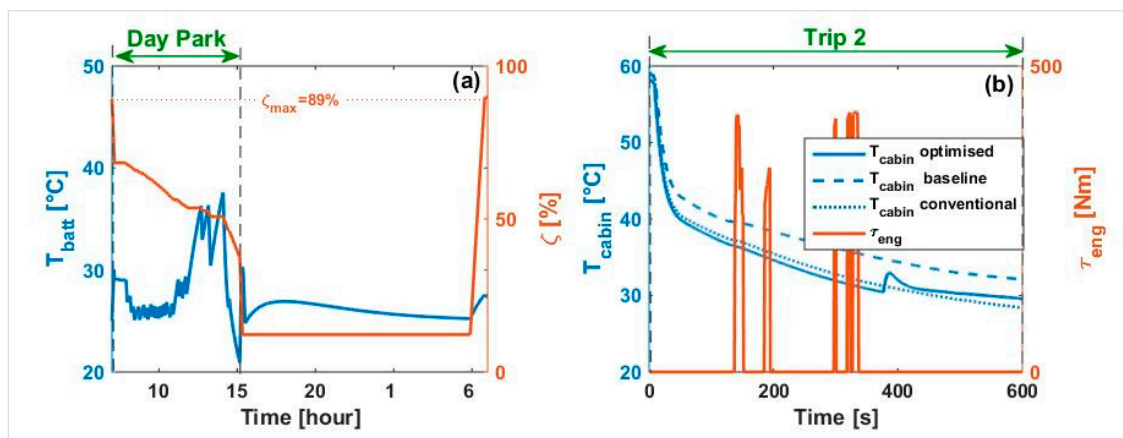 Day Park
50
100
(a)
ζmax=89%
40
Tbatt [°C]
50
ζ [%]
30
20
0
10
15
20
1
6
Time [hour]
Trip 2
60
500
(b)
50
Tcabin optimised
Tcabin baseline
Tcabin conventional
τeng
Tcabin [°C]
40
τeng [Nm]
30
20
0
0
200
400
600
Time [s]